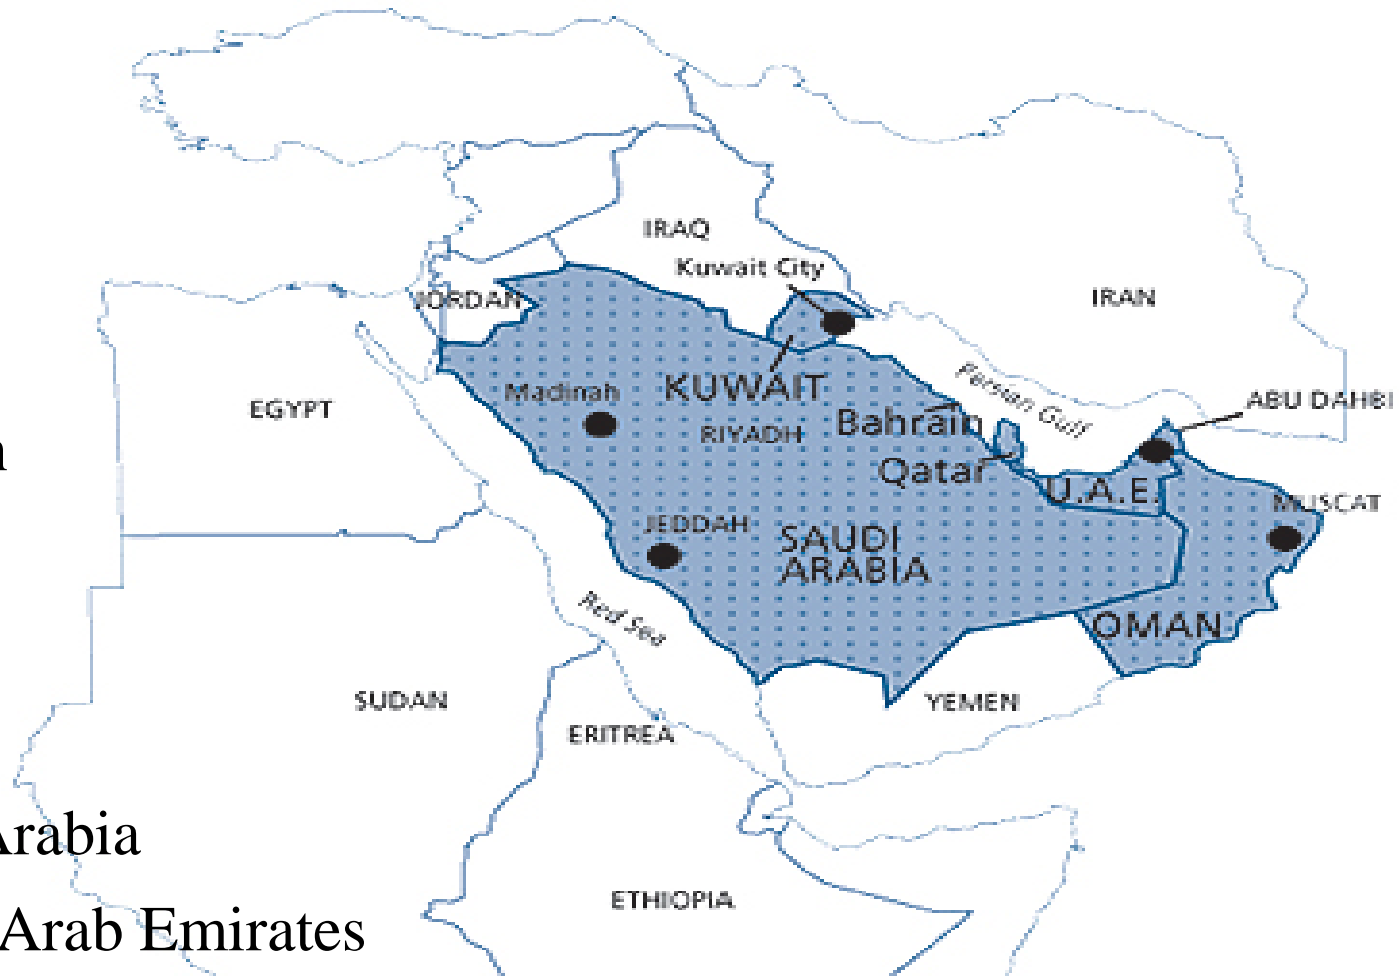 IRAQ
Kuwait City
JORDAN
IRAN
Persian Gulf
Madinah
KUWAIT
ABU DAHBI
EGYPT
RIYADH
Bahrain
Qatar
U.A.E.
MUSCAT
JEDDAH
SAUDI
ARABIA
Red Sea
OMAN
SUDAN
YEMEN
ERITREA
Arabia
ETHIOPIA
Arab Emirates